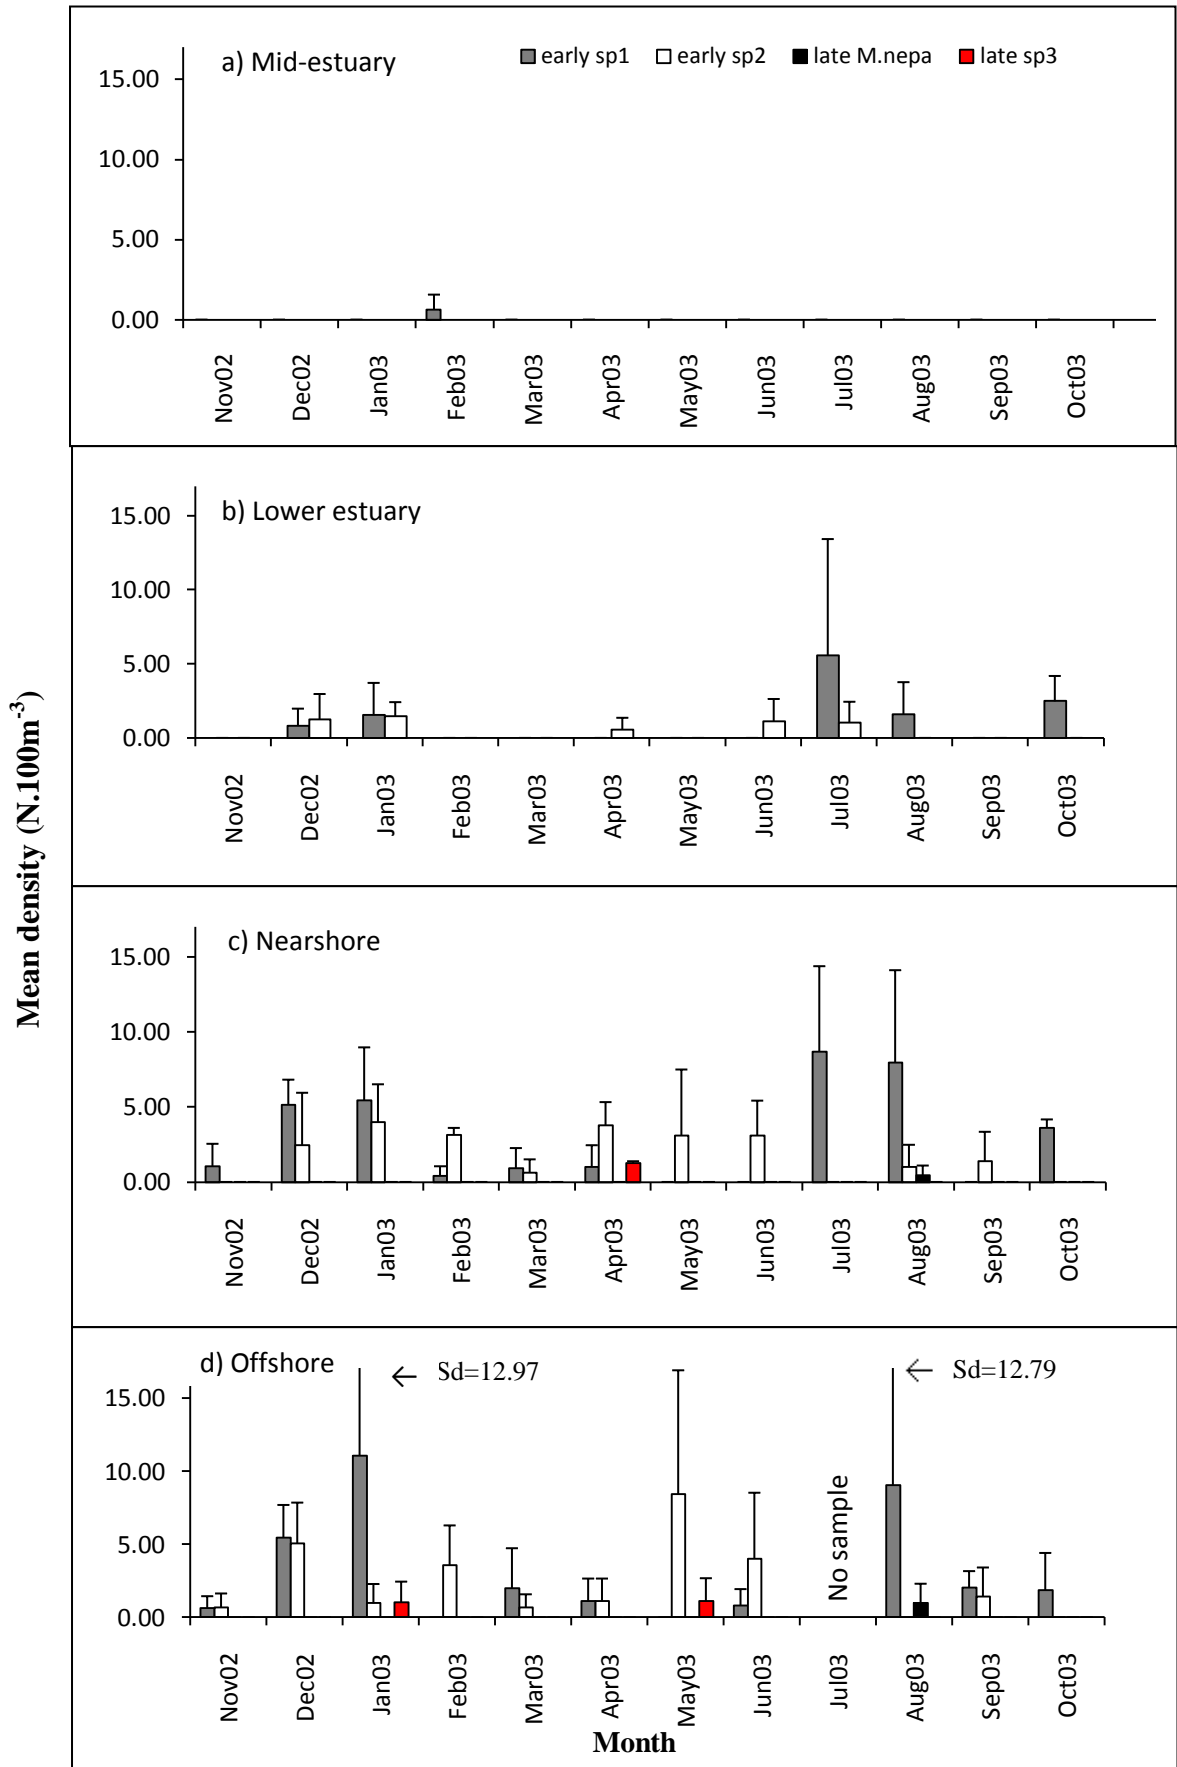 a) Mid-estuary
early sp1 early sp2 late M.nepa late sp3
15.00
10.00
5.00
0.00
Nov02 Dec02 Jan03 Feb03 Mar03 Apr03 May03 Jun03 Jul03 Aug03 Sep03 Oct03
b) Lower estuary
15.00
10.00
5.00
0.00
Nov02 Dec02 Jan03 Feb03 Mar03 Apr03 May03 Jun03 Jul03 Aug03 Sep03 Oct03
Mean density (N.100m⁻³)
c) Nearshore
15.00
10.00
5.00
0.00
Nov02 Dec02 Jan03 Feb03 Mar03 Apr03 May03 Jun03 Jul03 Aug03 Sep03 Oct03
d) Offshore
← Sd=12.97
← Sd=12.79
15.00
10.00
5.00
0.00
No sample
Nov02 Dec02 Jan03 Feb03 Mar03 Apr03 May03 Jun03 Jul03 Aug03 Sep03 Oct03
Month